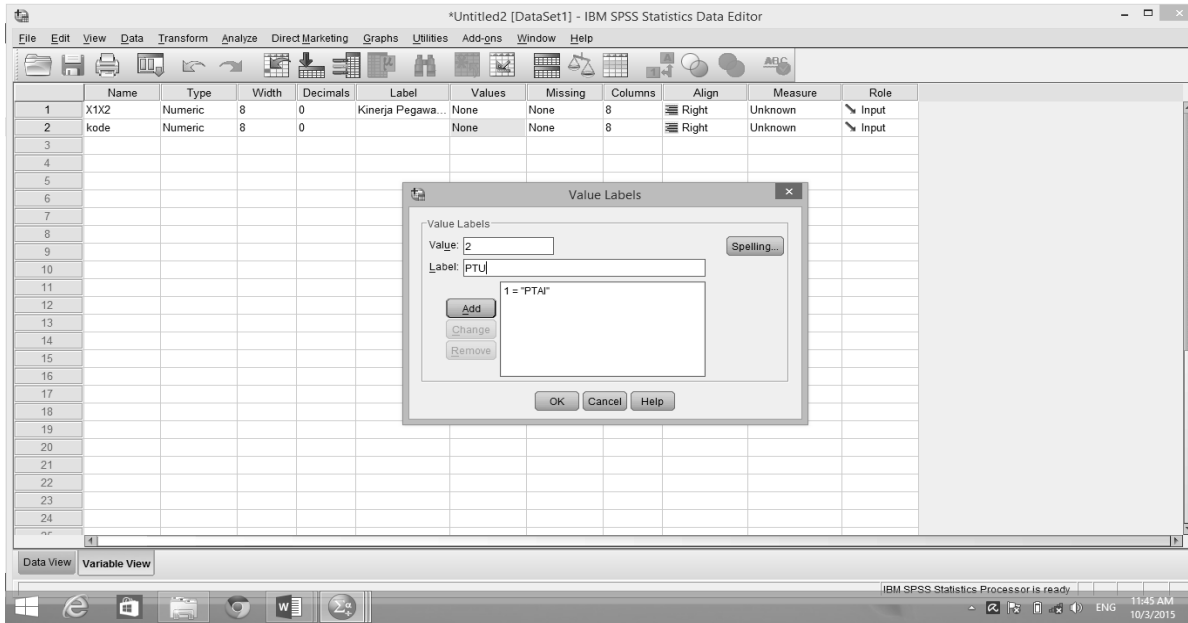 *Untitled2 [DataSet1] - IBM SPSS Statistics Data Editor
File Edit View Data Transform Analyze Direct Marketing Graphs Utilities Add-ons Window Help
Name Type Width Decimals Label Values Missing Columns Align Measure Role
1 X1X2 Numeric 8 0 Kinerja Pegawa... None None 8 Right Unknown Input
2 kode Numeric 8 0 None None 8 Right Unknown Input
3
4
5
6
7
8
9
10
11
12
13
14
15
16
17
18
19
20
21
22
23
24
25
Value Labels
Value Labels
Value: 2
Spelling...
Label: PTU
1 = "PTAI"
Add
Change
Remove
OK Cancel Help
Data View Variable View
IBM SPSS Statistics Processor is ready
ENG 11:45 AM
10/3/2015